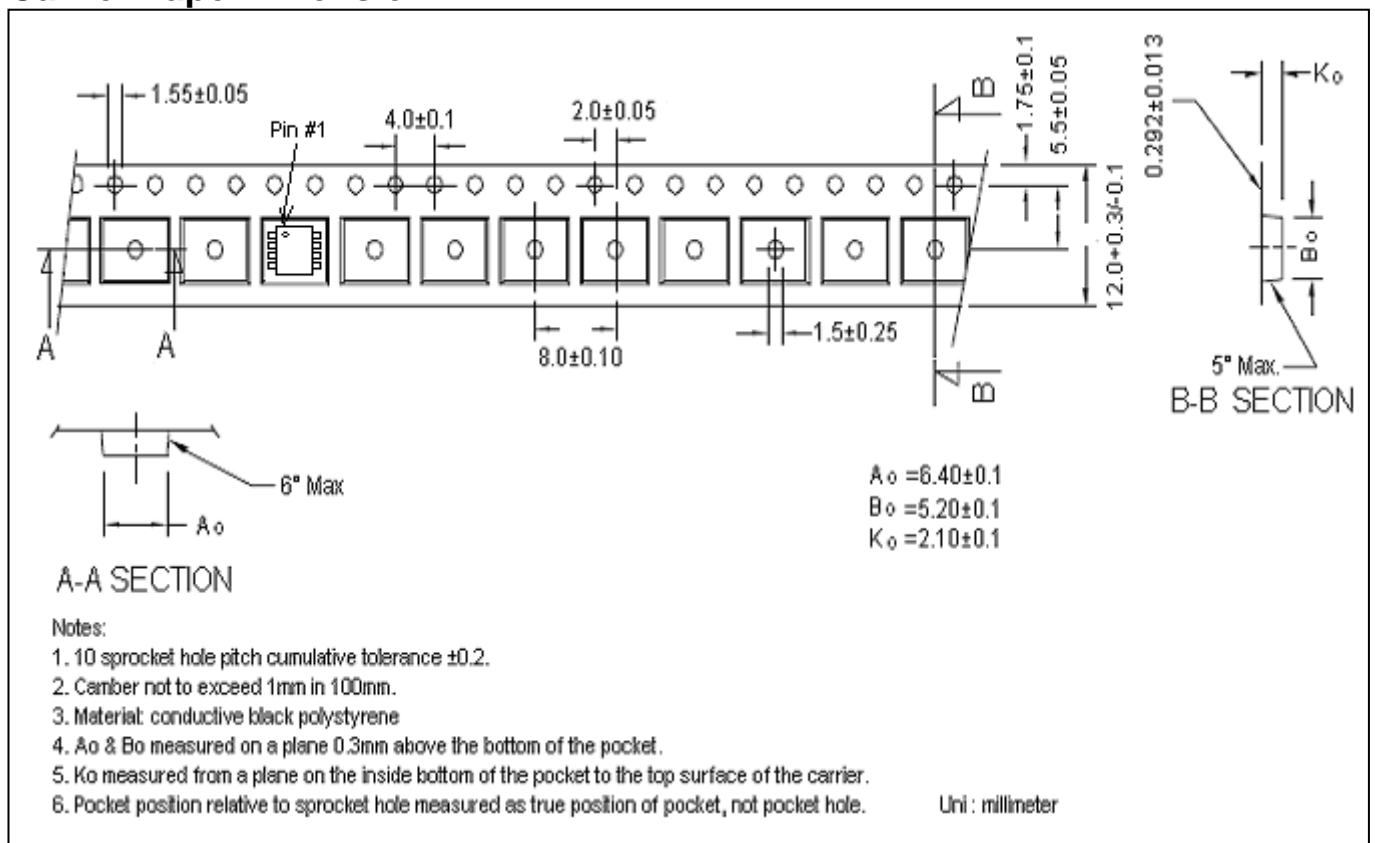 1.55±0.05
Pin #1
4.0±0.1
2.0±0.05
B
1.75±0.1
5.5±0.05
12.0+0.3/-0.1
0.292±0.013
Ko
Bo
5° Max.
B-B SECTION
A
A
8.0±0.10
1.5±0.25
B
6° Max
Ao
A-A SECTION
Ao =6.40±0.1
Bo =5.20±0.1
Ko =2.10±0.1
Notes:
1. 10 sprocket hole pitch cumulative tolerance ±0.2.
2. Camber not to exceed 1mm in 100mm.
3. Material: conductive black polystyrene
4. Ao & Bo measured on a plane 0.3mm above the bottom of the pocket.
5. Ko measured from a plane on the inside bottom of the pocket to the top surface of the carrier.
6. Pocket position relative to sprocket hole measured as true position of pocket, not pocket hole.
Uni : millimeter